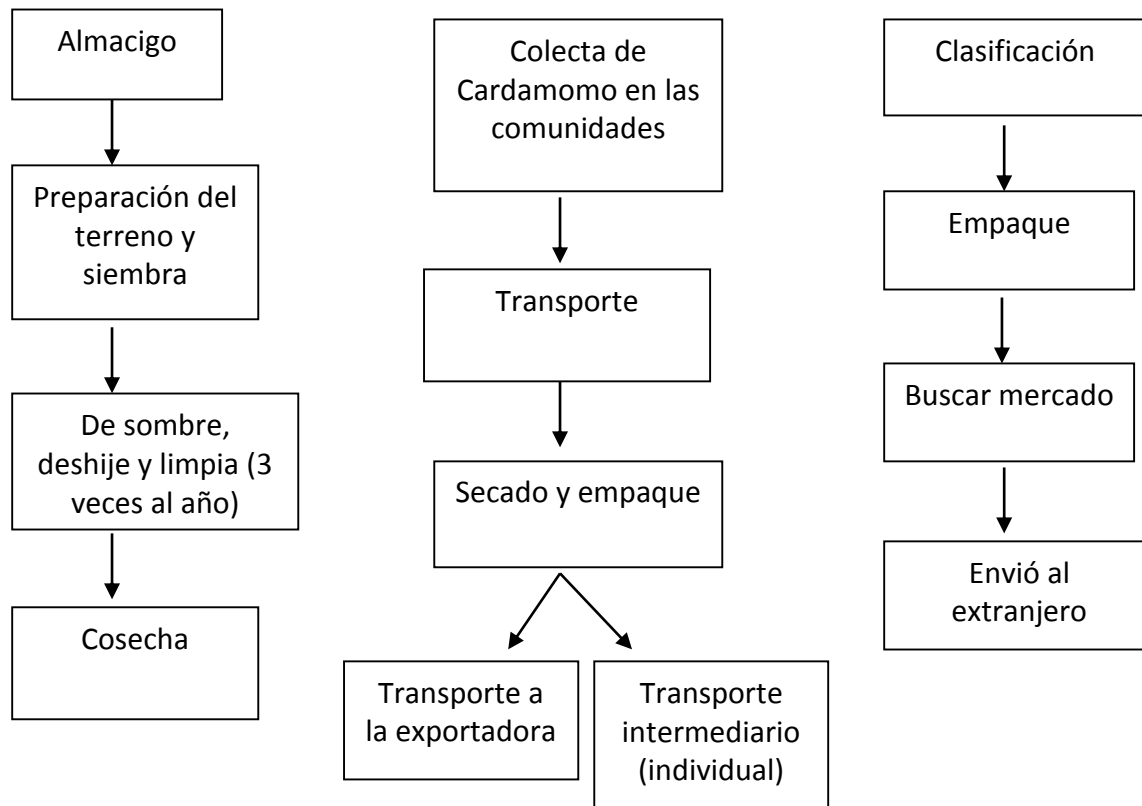 Almacigo
Preparación del
terreno y
siembra
De sombre,
deshije y limpia (3
veces al año)
Cosecha
Colecta de
Cardamomo en las
comunidades
Transporte
Secado y empaque
Transporte a
la exportadora
Transporte
intermediario
(individual)
Clasificación
Empaque
Buscar mercado
Envió al
extranjero